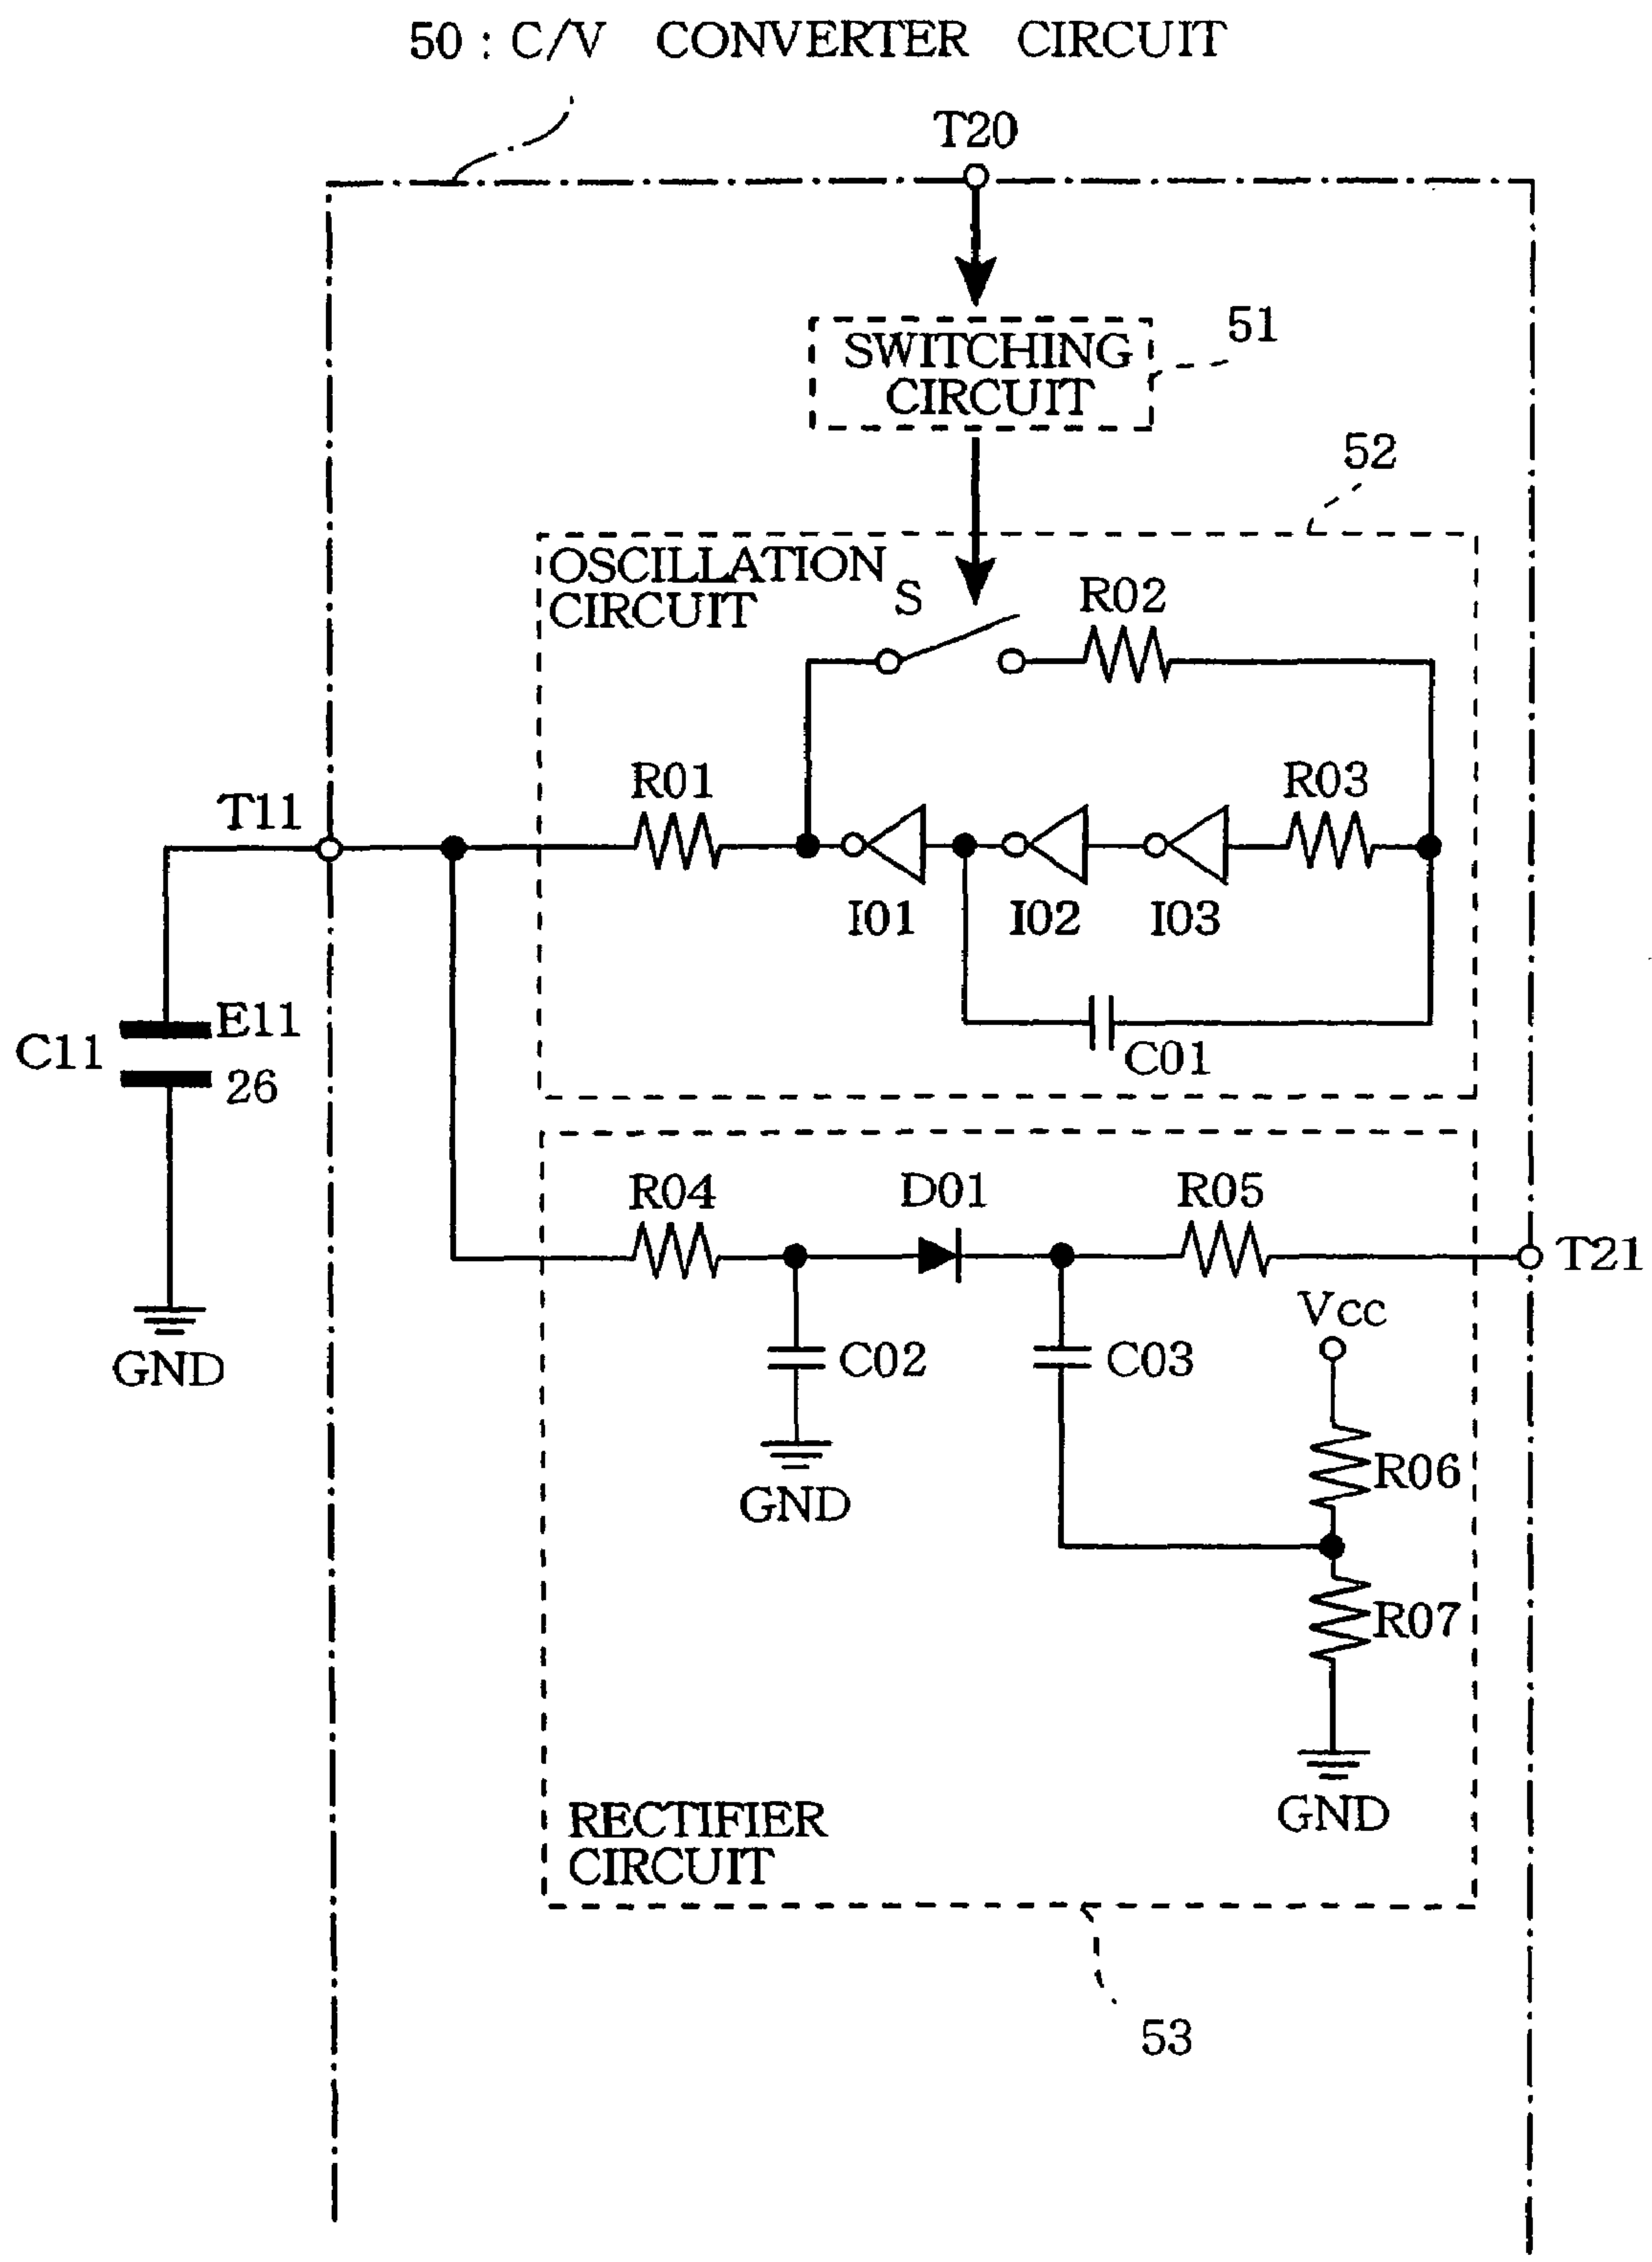 50 : C/V CONVERTER CIRCUIT
T20
SWITCHING
CIRCUIT
51
52
OSCILLATION
CIRCUIT
S
R02
R01
R03
T11
I01
I02
I03
C11
E11
26
C01
GND
R04
D01
R05
T21
Vcc
C02
C03
GND
R06
R07
GND
RECTIFIER
CIRCUIT
53